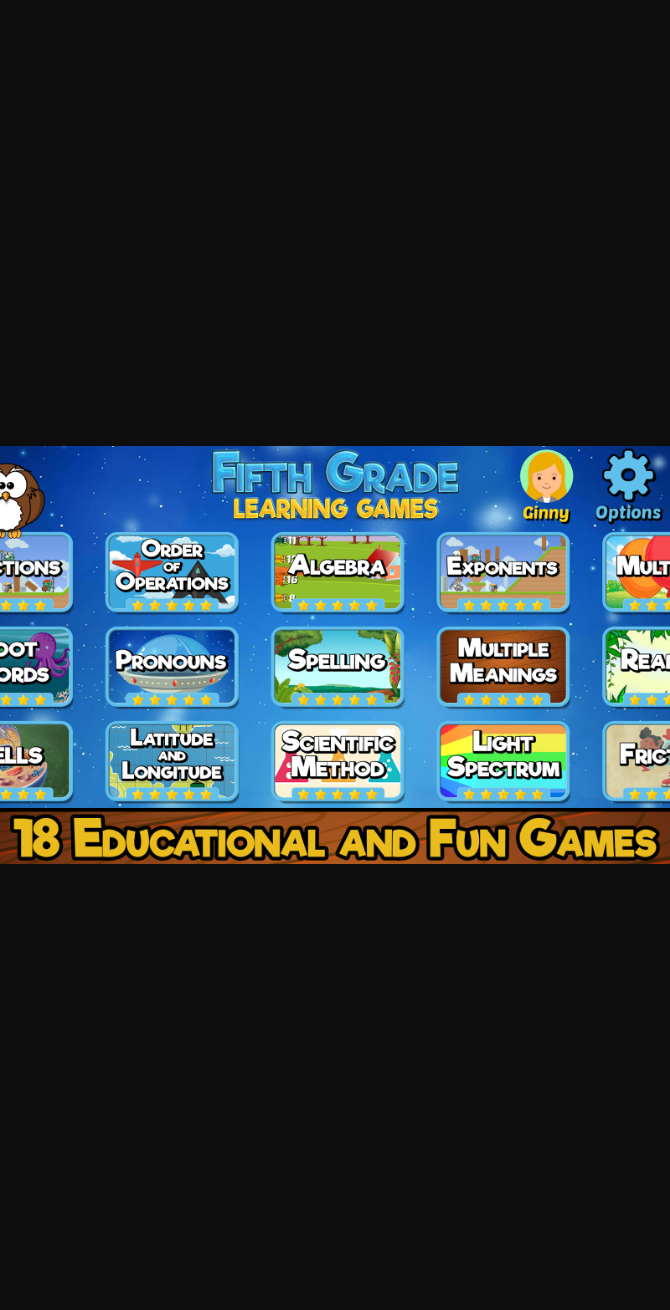 FIFTH GRADE
LEARNING GAMES
Ginny
Options
ORDER
OF
OPERATIONS
ALGEBRA
16
EXPONENTS
PRONOUNS
SPELLING
MULTIPLE
MEANINGS
LATITUDE
AND
LONGITUDE
SCIENTIFIC
METHOD
LIGHT
SPECTRUM
18 EDUCATIONAL AND FUN GAMES